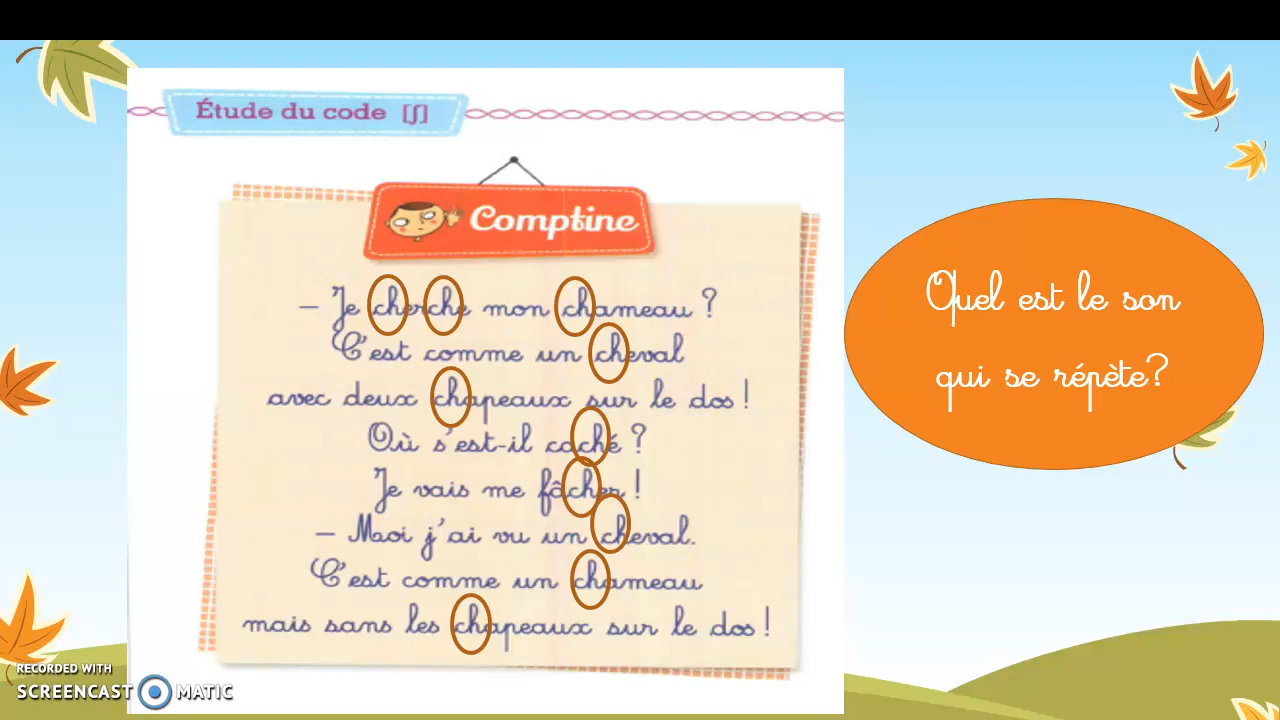 Étude du code [ʃ]
Comptine
– Je cherche mon chameau ?
C'est comme un cheval
avec deux chapeaux sur le dos !
Où s'est-il caché ?
Je vais me fâcher !
– Moi j'ai vu un cheval.
C'est comme un chameau
mais sans les chapeaux sur le dos !
Quel est le son
qui se répète?
RECORDED WITH
SCREENCAST MATIC